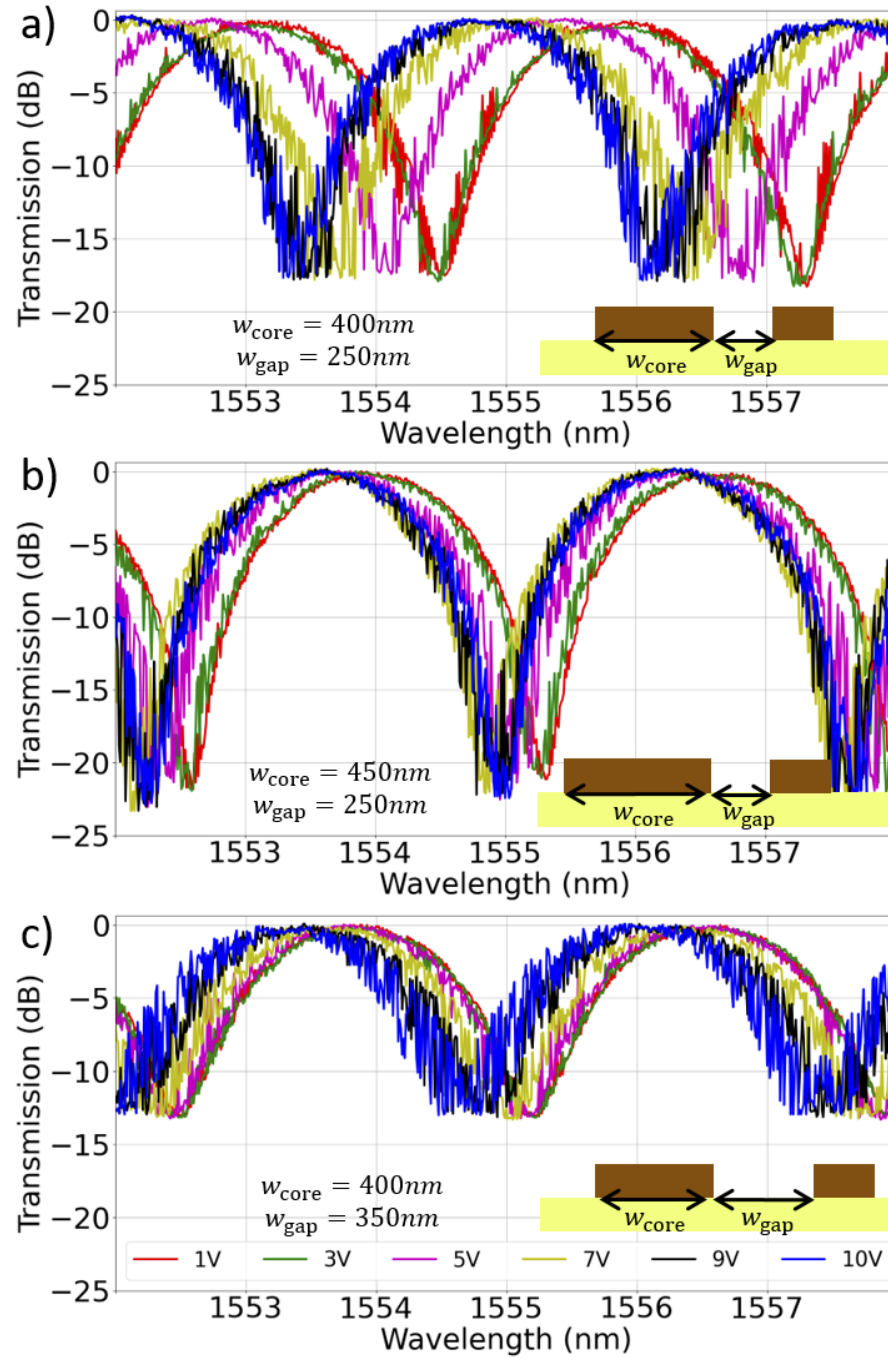 a)
0
−5
−10
−15
−20
−25
Transmission (dB)
w_core = 400nm
w_gap = 250nm
w_core
w_gap
1553 1554 1555 1556 1557
Wavelength (nm)
b)
0
−5
−10
−15
−20
−25
Transmission (dB)
w_core = 450nm
w_gap = 250nm
w_core
w_gap
1553 1554 1555 1556 1557
Wavelength (nm)
c)
0
−5
−10
−15
−20
−25
Transmission (dB)
w_core = 400nm
w_gap = 350nm
w_core
w_gap
1V 3V 5V 7V 9V 10V
1553 1554 1555 1556 1557
Wavelength (nm)